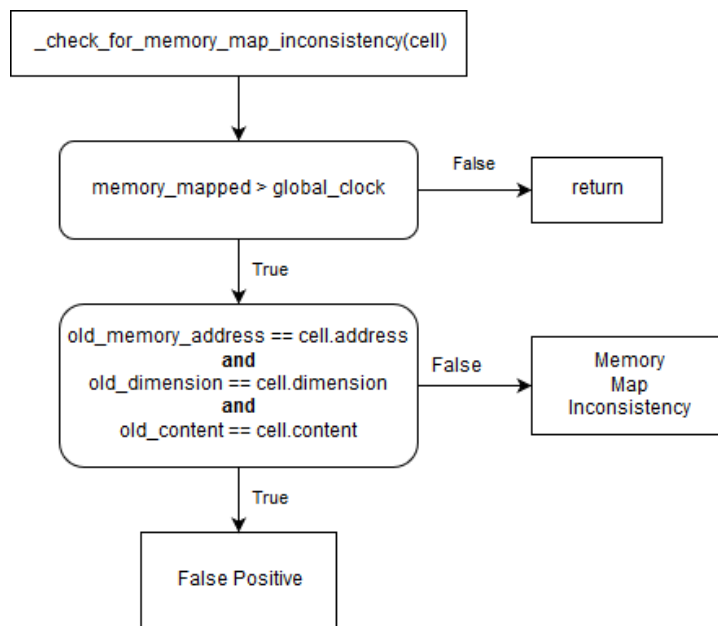 _check_for_memory_map_inconsistency(cell)
memory_mapped > global_clock
False
return
True
old_memory_address == cell.address
and
old_dimension == cell.dimension
and
old_content == cell.content
False
Memory
Map
Inconsistency
True
False Positive